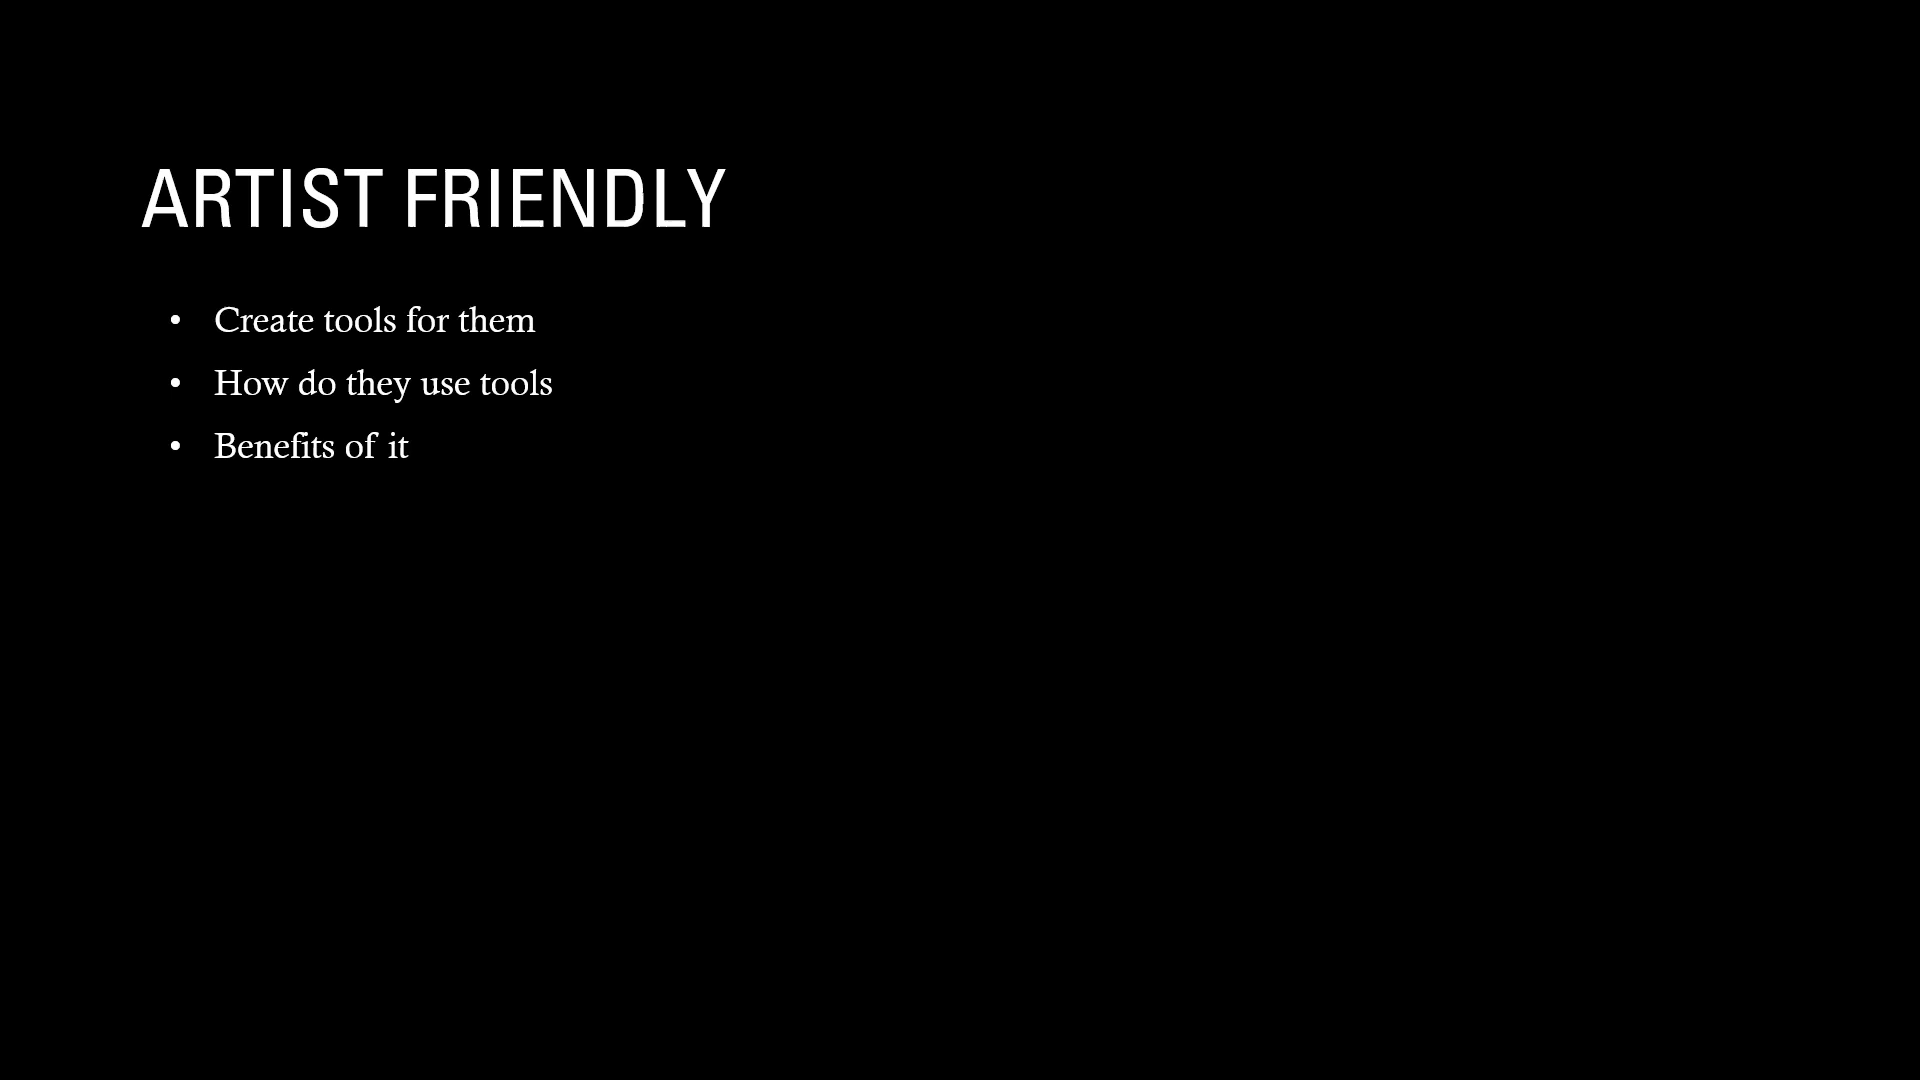 ARTIST FRIENDLY
• Create tools for them
• How do they use tools
• Benefits of it